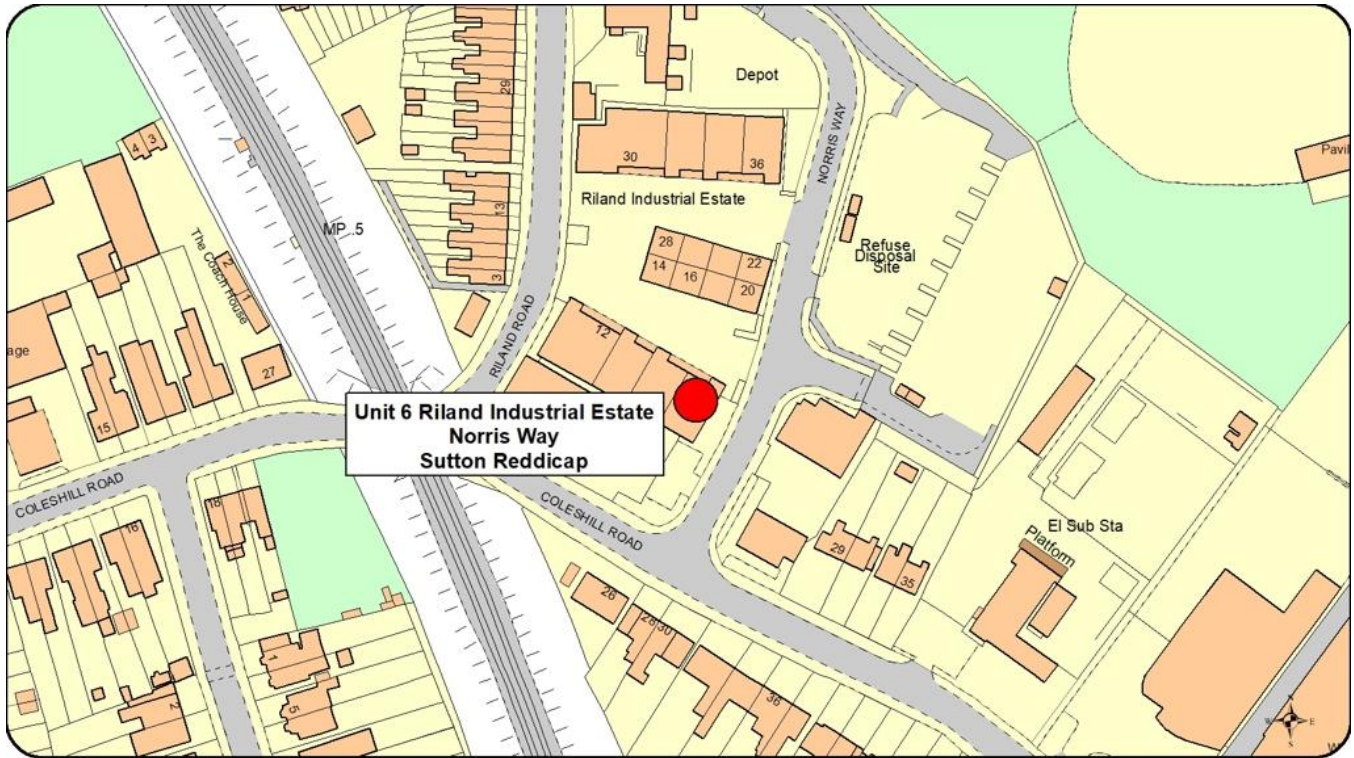 Depot
29
NORRIS WAY
4 3
30
36
Pavil
13
Riland Industrial Estate
MP .5
The Coach House
2
1
28
22
14
16
20
Refuse
Disposal
Site
3
RILAND ROAD
12
age
27
Unit 6 Riland Industrial Estate
Norris Way
Sutton Reddicap
15
COLESHILL ROAD
COLESHILL ROAD
18
16
El Sub Sta
Platform
29
35
26
28
30
1
5
2
36
N
W E
S
W